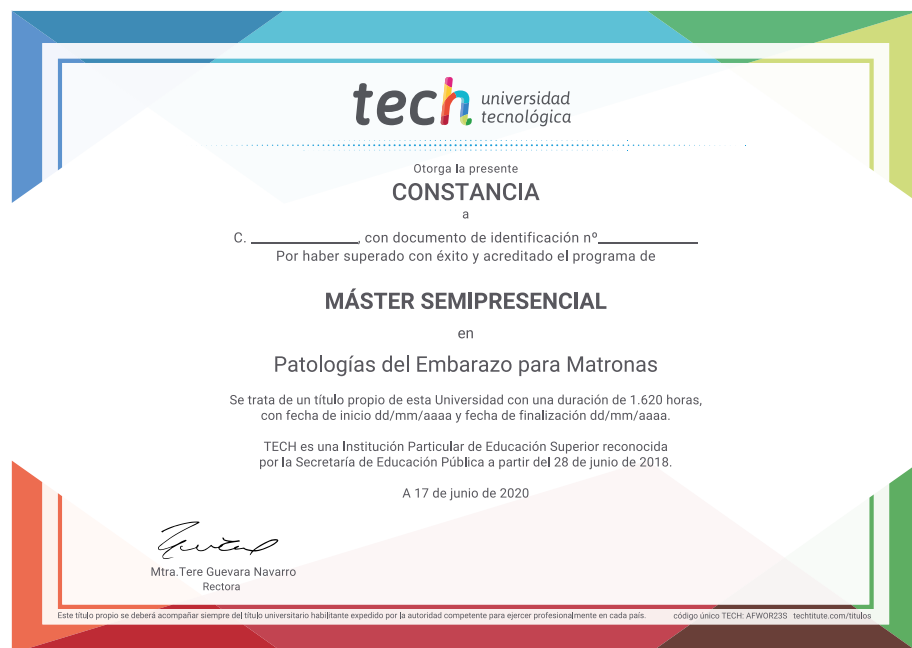 tech universidad
tecnológica
Otorga la presente
CONSTANCIA
a
C. ______________, con documento de identificación nº______________
Por haber superado con éxito y acreditado el programa de
MÁSTER SEMIPRESENCIAL
en
Patologías del Embarazo para Matronas
Se trata de un título propio de esta Universidad con una duración de 1.620 horas,
con fecha de inicio dd/mm/aaaa y fecha de finalización dd/mm/aaaa.
TECH es una Institución Particular de Educación Superior reconocida
por la Secretaría de Educación Pública a partir del 28 de junio de 2018.
A 17 de junio de 2020
Mtra.Tere Guevara Navarro
Rectora
Este título propio se deberá acompañar siempre del título universitario habilitante expedido por la autoridad competente para ejercer profesionalmente en cada país. código único TECH: AFWOR23S techtitute.com/titulos